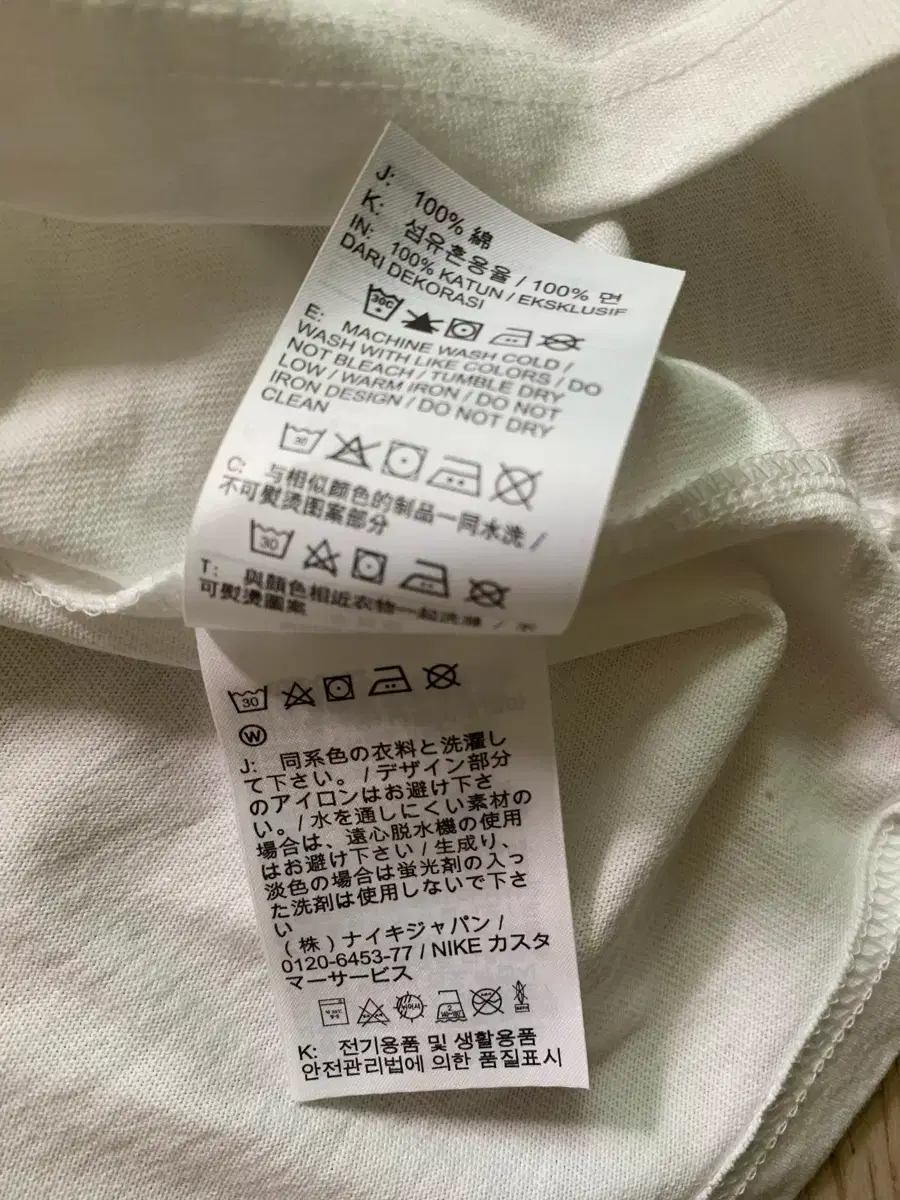 J: 100% 綿
K: 섬유혼용율 / 100% 면
IN: 100% KATUN / EKSKLUSIF
DARI DEKORASI
30C
E: MACHINE WASH COLD /
WASH WITH LIKE COLORS / DO
NOT BLEACH / TUMBLE DRY
LOW / WARM IRON / DO NOT
IRON DESIGN / DO NOT DRY
CLEAN
30
C: 与相似颜色的制品一同水洗 /
不可熨烫图案部分
30
T: 與顏色相近衣物一起洗滌 / 不
可熨燙圖案
30
W
J: 同系色の衣料と洗濯し
て下さい。 / デザイン部分
のアイロンはお避け下さ
い。 / 水を通しにくい素材の
場合は、遠心脱水機の使用
はお避け下さい / 生成り、
淡色の場合は蛍光剤の入っ
た洗剤は使用しないで下さ
い
(株) ナイキジャパン /
0120-6453-77 / NIKE カスタ
マーサービス
K: 전기용품 및 생활용품
안전관리법에 의한 품질표시